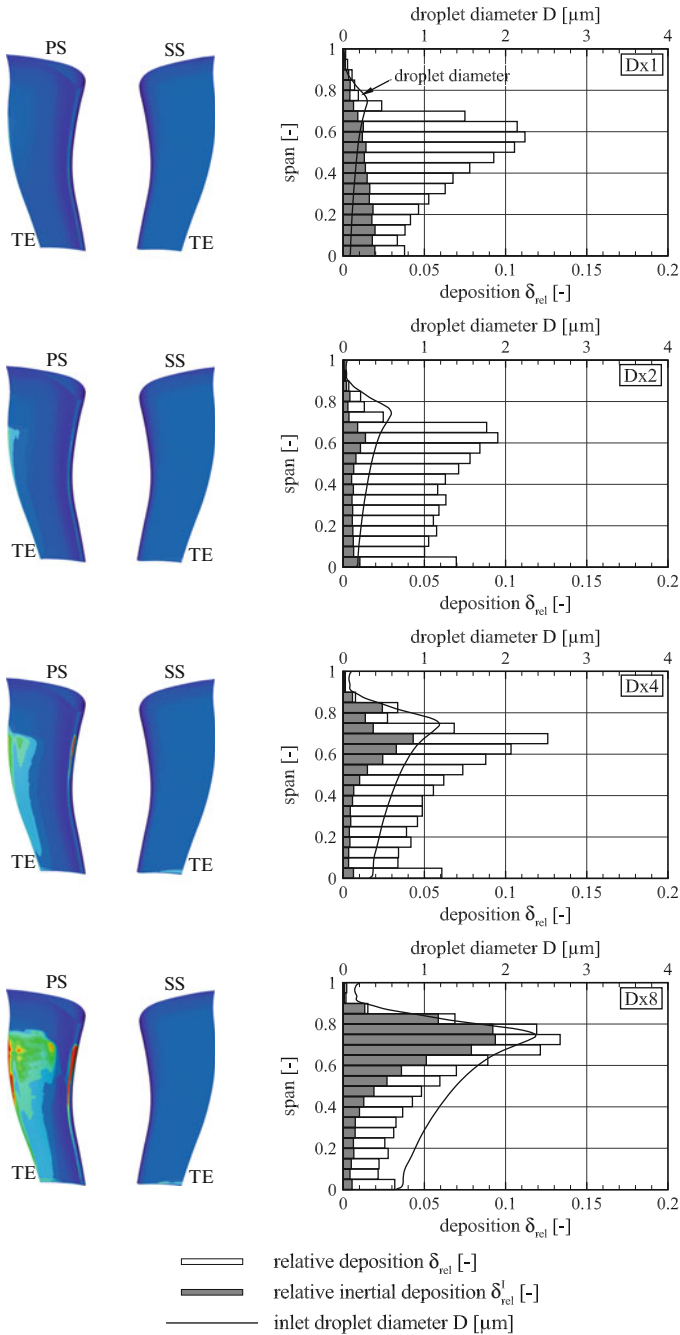 droplet diameter D [µm]
PS SS
0 1 2 3 4
1
Dx1
0.8
droplet diameter
0.6
span [-]
0.4
0.2
TE TE
0
0 0.05 0.1 0.15 0.2
deposition δrel [-]
droplet diameter D [µm]
PS SS
0 1 2 3 4
1
Dx2
0.8
0.6
span [-]
0.4
0.2
TE TE
0
0 0.05 0.1 0.15 0.2
deposition δrel [-]
droplet diameter D [µm]
PS SS
0 1 2 3 4
1
Dx4
0.8
0.6
span [-]
0.4
0.2
TE TE
0
0 0.05 0.1 0.15 0.2
deposition δrel [-]
droplet diameter D [µm]
PS SS
0 1 2 3 4
1
Dx8
0.8
0.6
span [-]
0.4
0.2
TE TE
0
0 0.05 0.1 0.15 0.2
deposition δrel [-]
relative deposition δrel [-]
relative inertial deposition δIrel [-]
inlet droplet diameter D [µm]